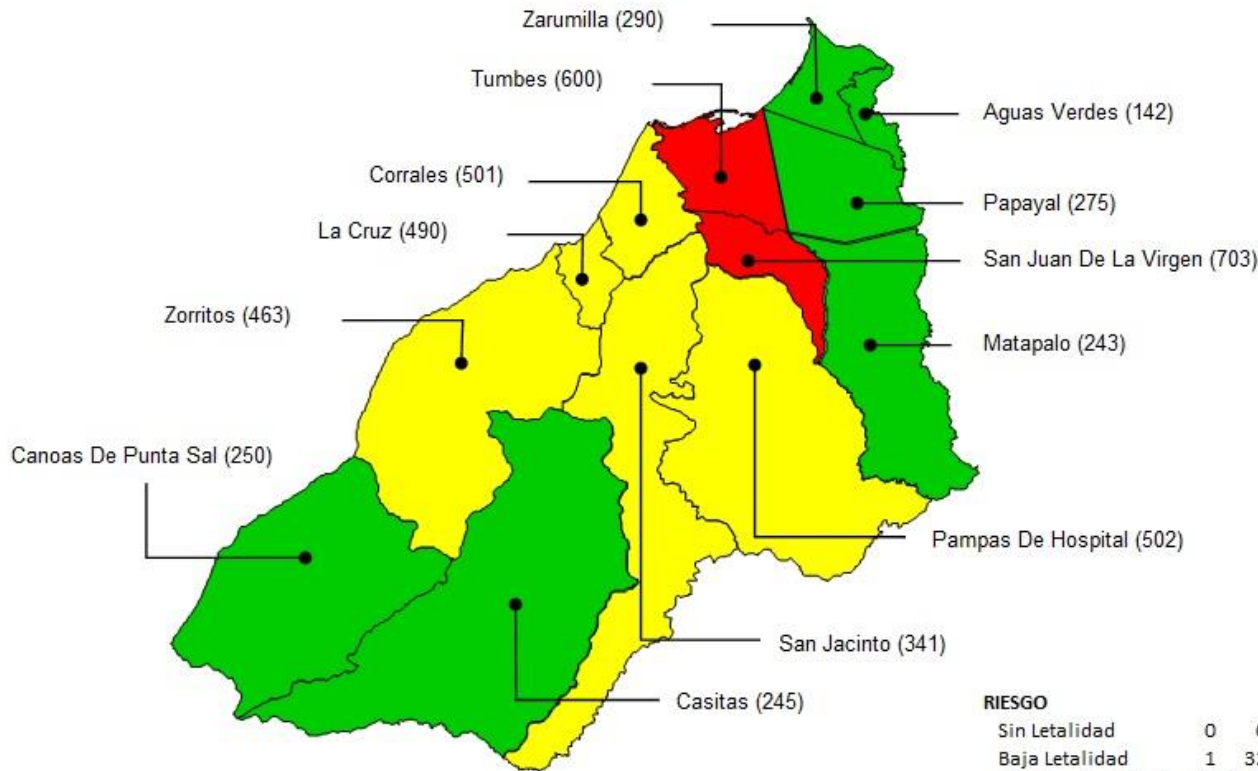 Zarumilla (290)
Tumbes (600)
Aguas Verdes (142)
Corrales (501)
Papayal (275)
La Cruz (490)
San Juan De La Virgen (703)
Zorritos (463)
Matapalo (243)
Canoas De Punta Sal (250)
Pampas De Hospital (502)
San Jacinto (341)
Casitas (245)
RIESGO
Sin Letalidad 0
Baja Letalidad 1